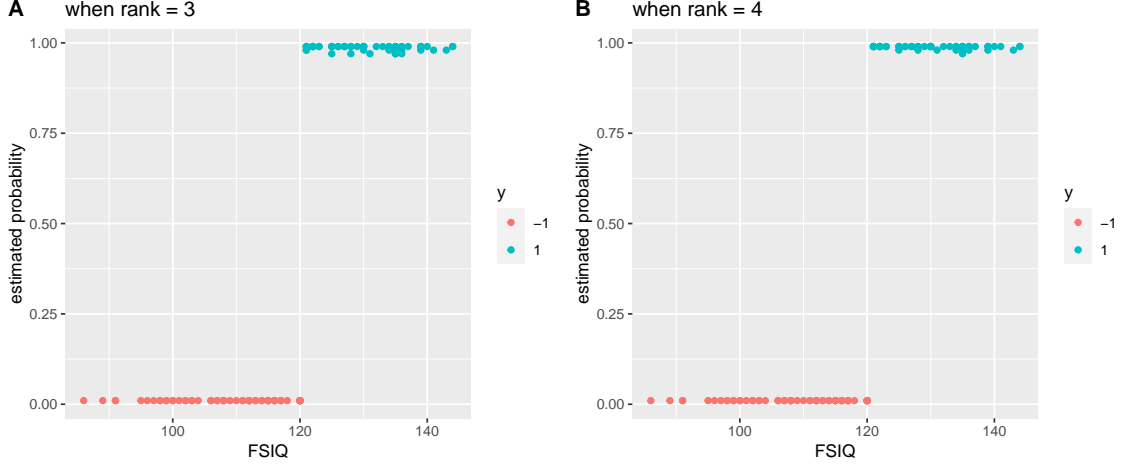 A when rank = 3
estimated probability
1.00
0.75
0.50
0.25
0.00
100 120 140
FSIQ
y
−1
1
B when rank = 4
estimated probability
1.00
0.75
0.50
0.25
0.00
100 120 140
FSIQ
y
−1
1